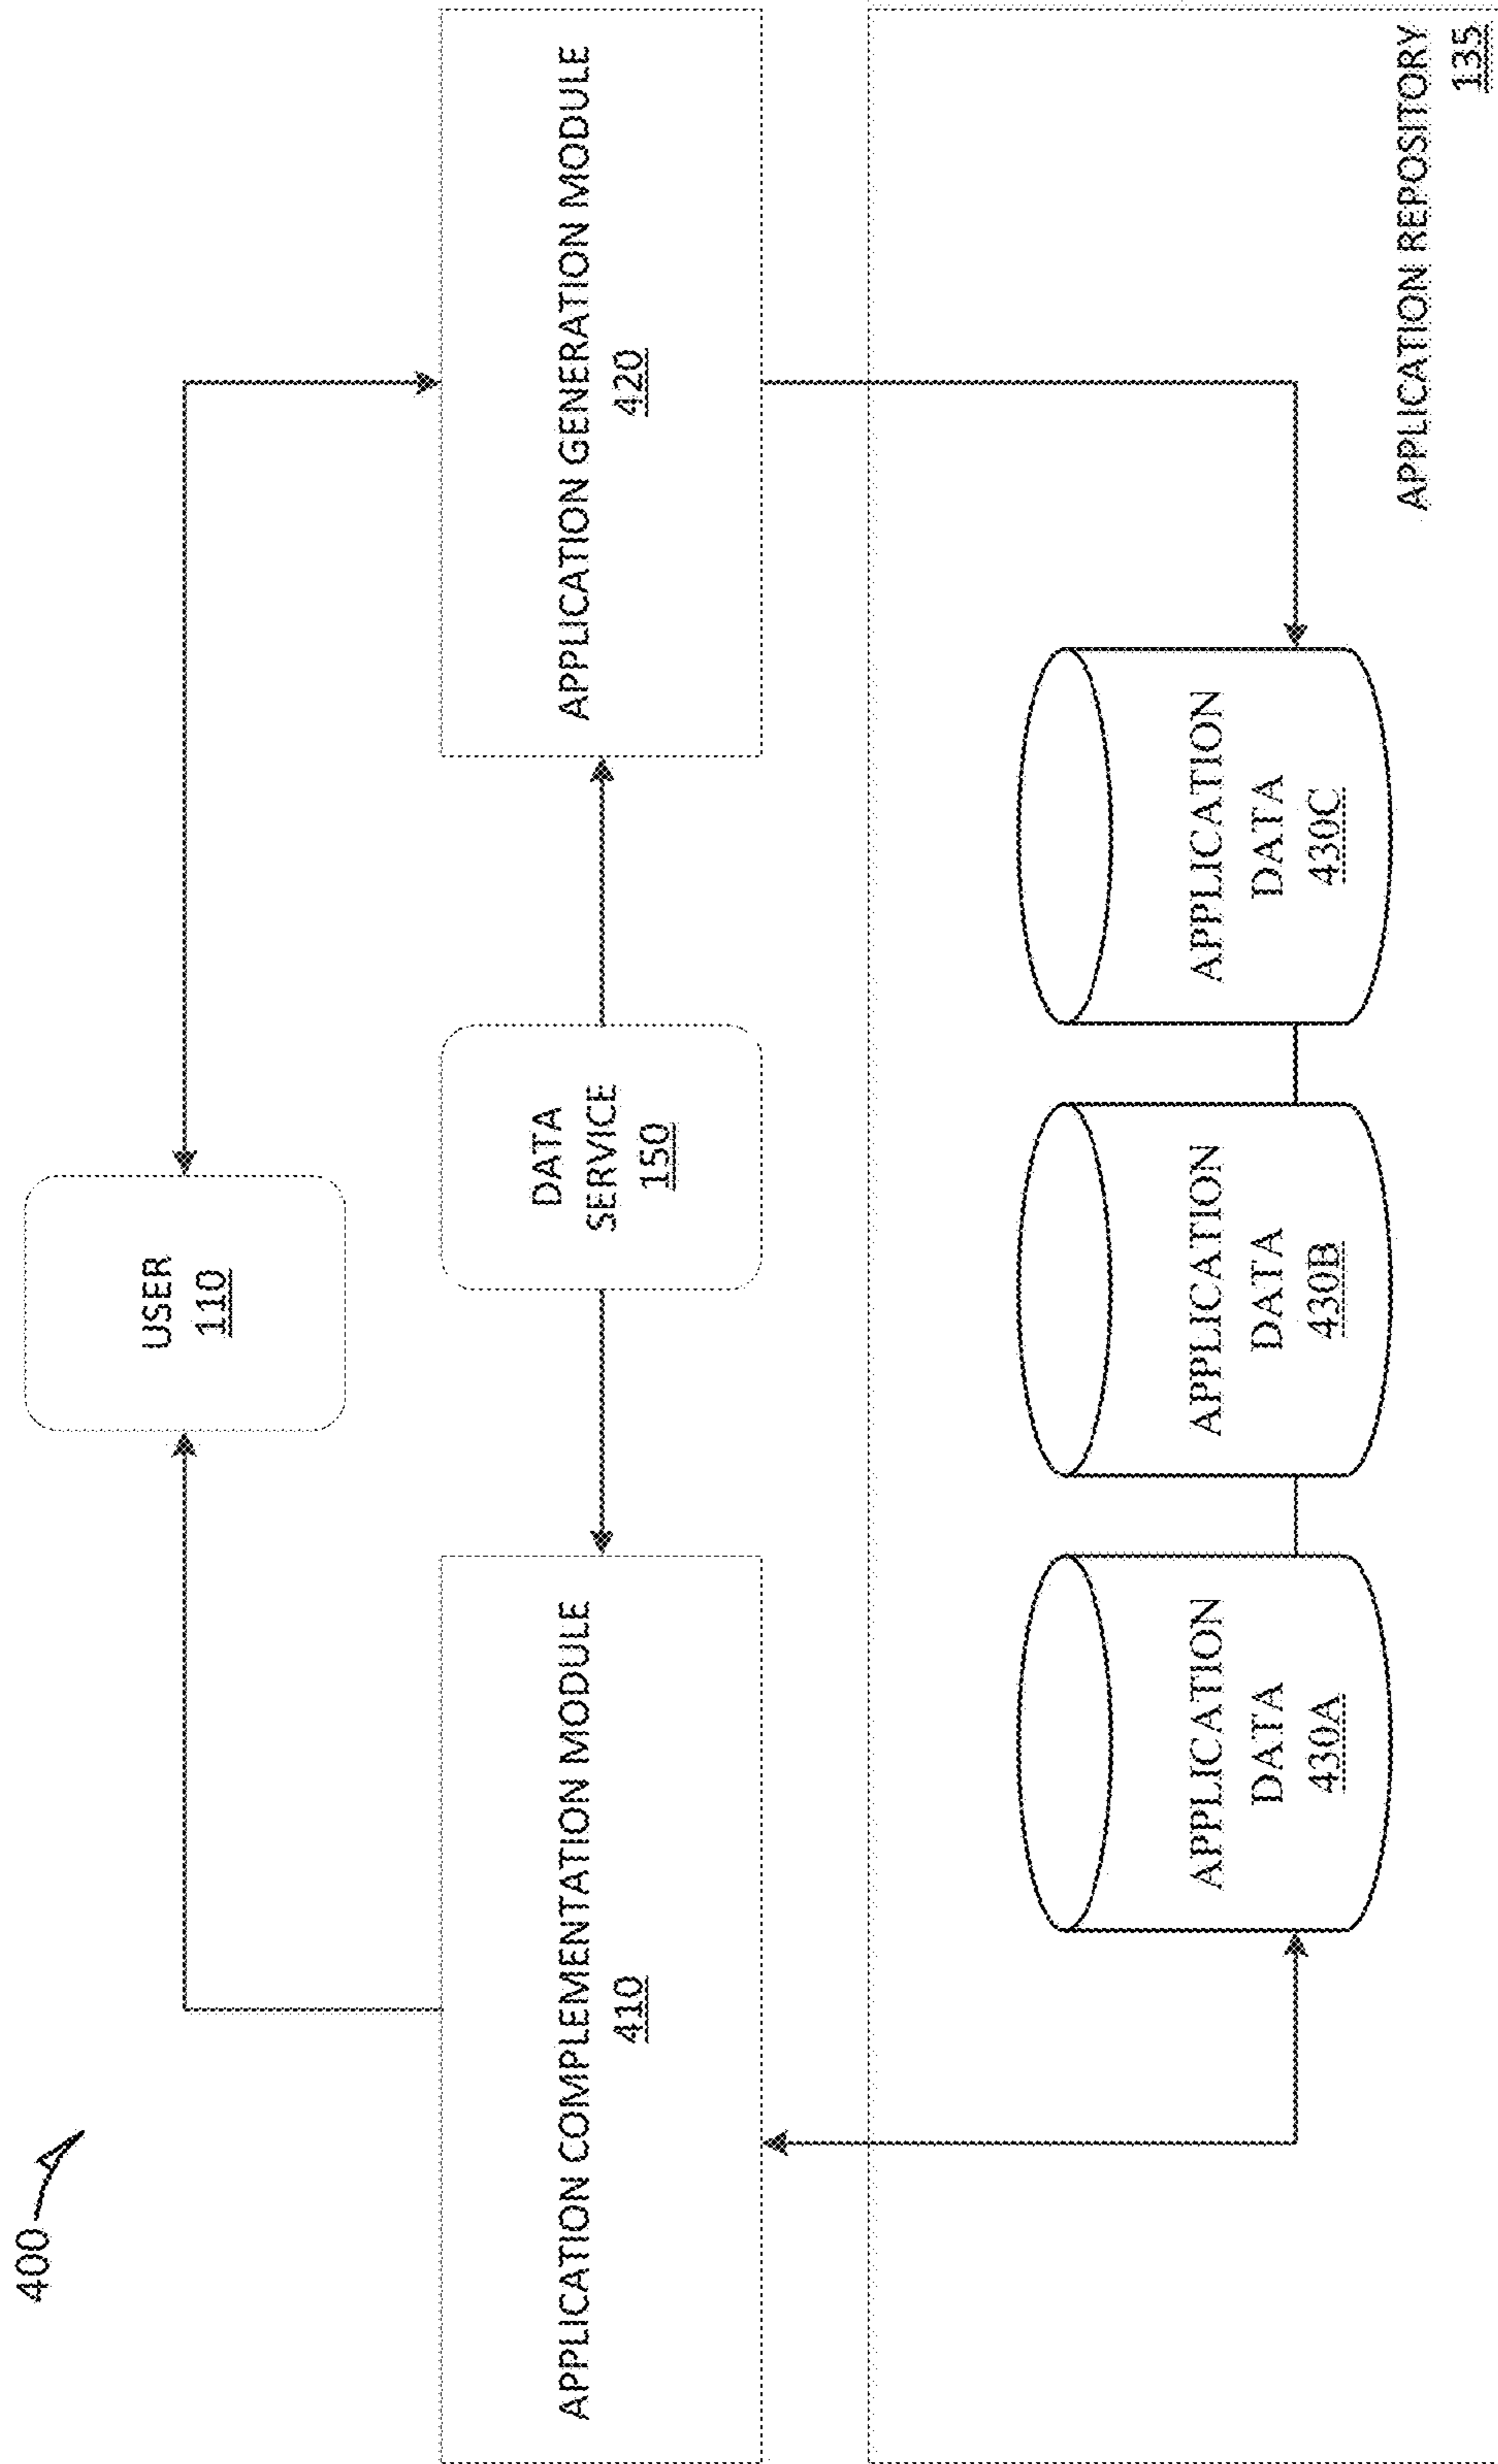 400
USER
110
APPLICATION COMPLEMENTATION MODULE
410
DATA
SERVICE
150
APPLICATION GENERATION MODULE
420
APPLICATION
DATA
430A
APPLICATION
DATA
430B
APPLICATION
DATA
430C
APPLICATION REPOSITORY
135